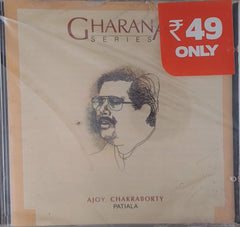 GHARANA
SERIES
₹49
ONLY
AJOY CHAKRABORTY
PATIALA